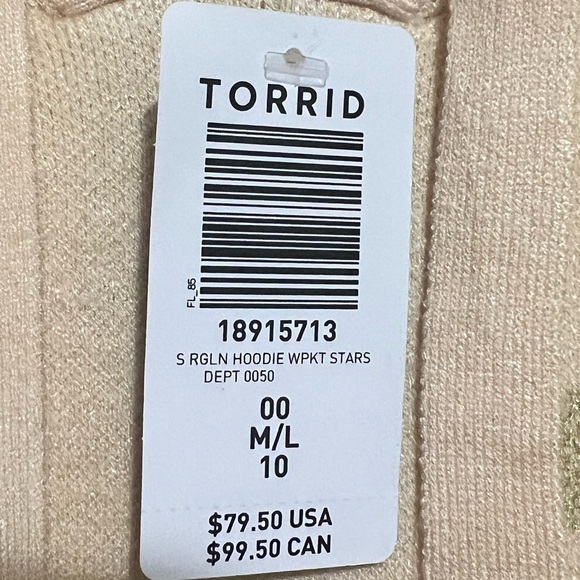 TORRID
FL_85
18915713
S RGLN HOODIE WPKT STARS
DEPT 0050
00
M/L
10
$79.50 USA
$99.50 CAN